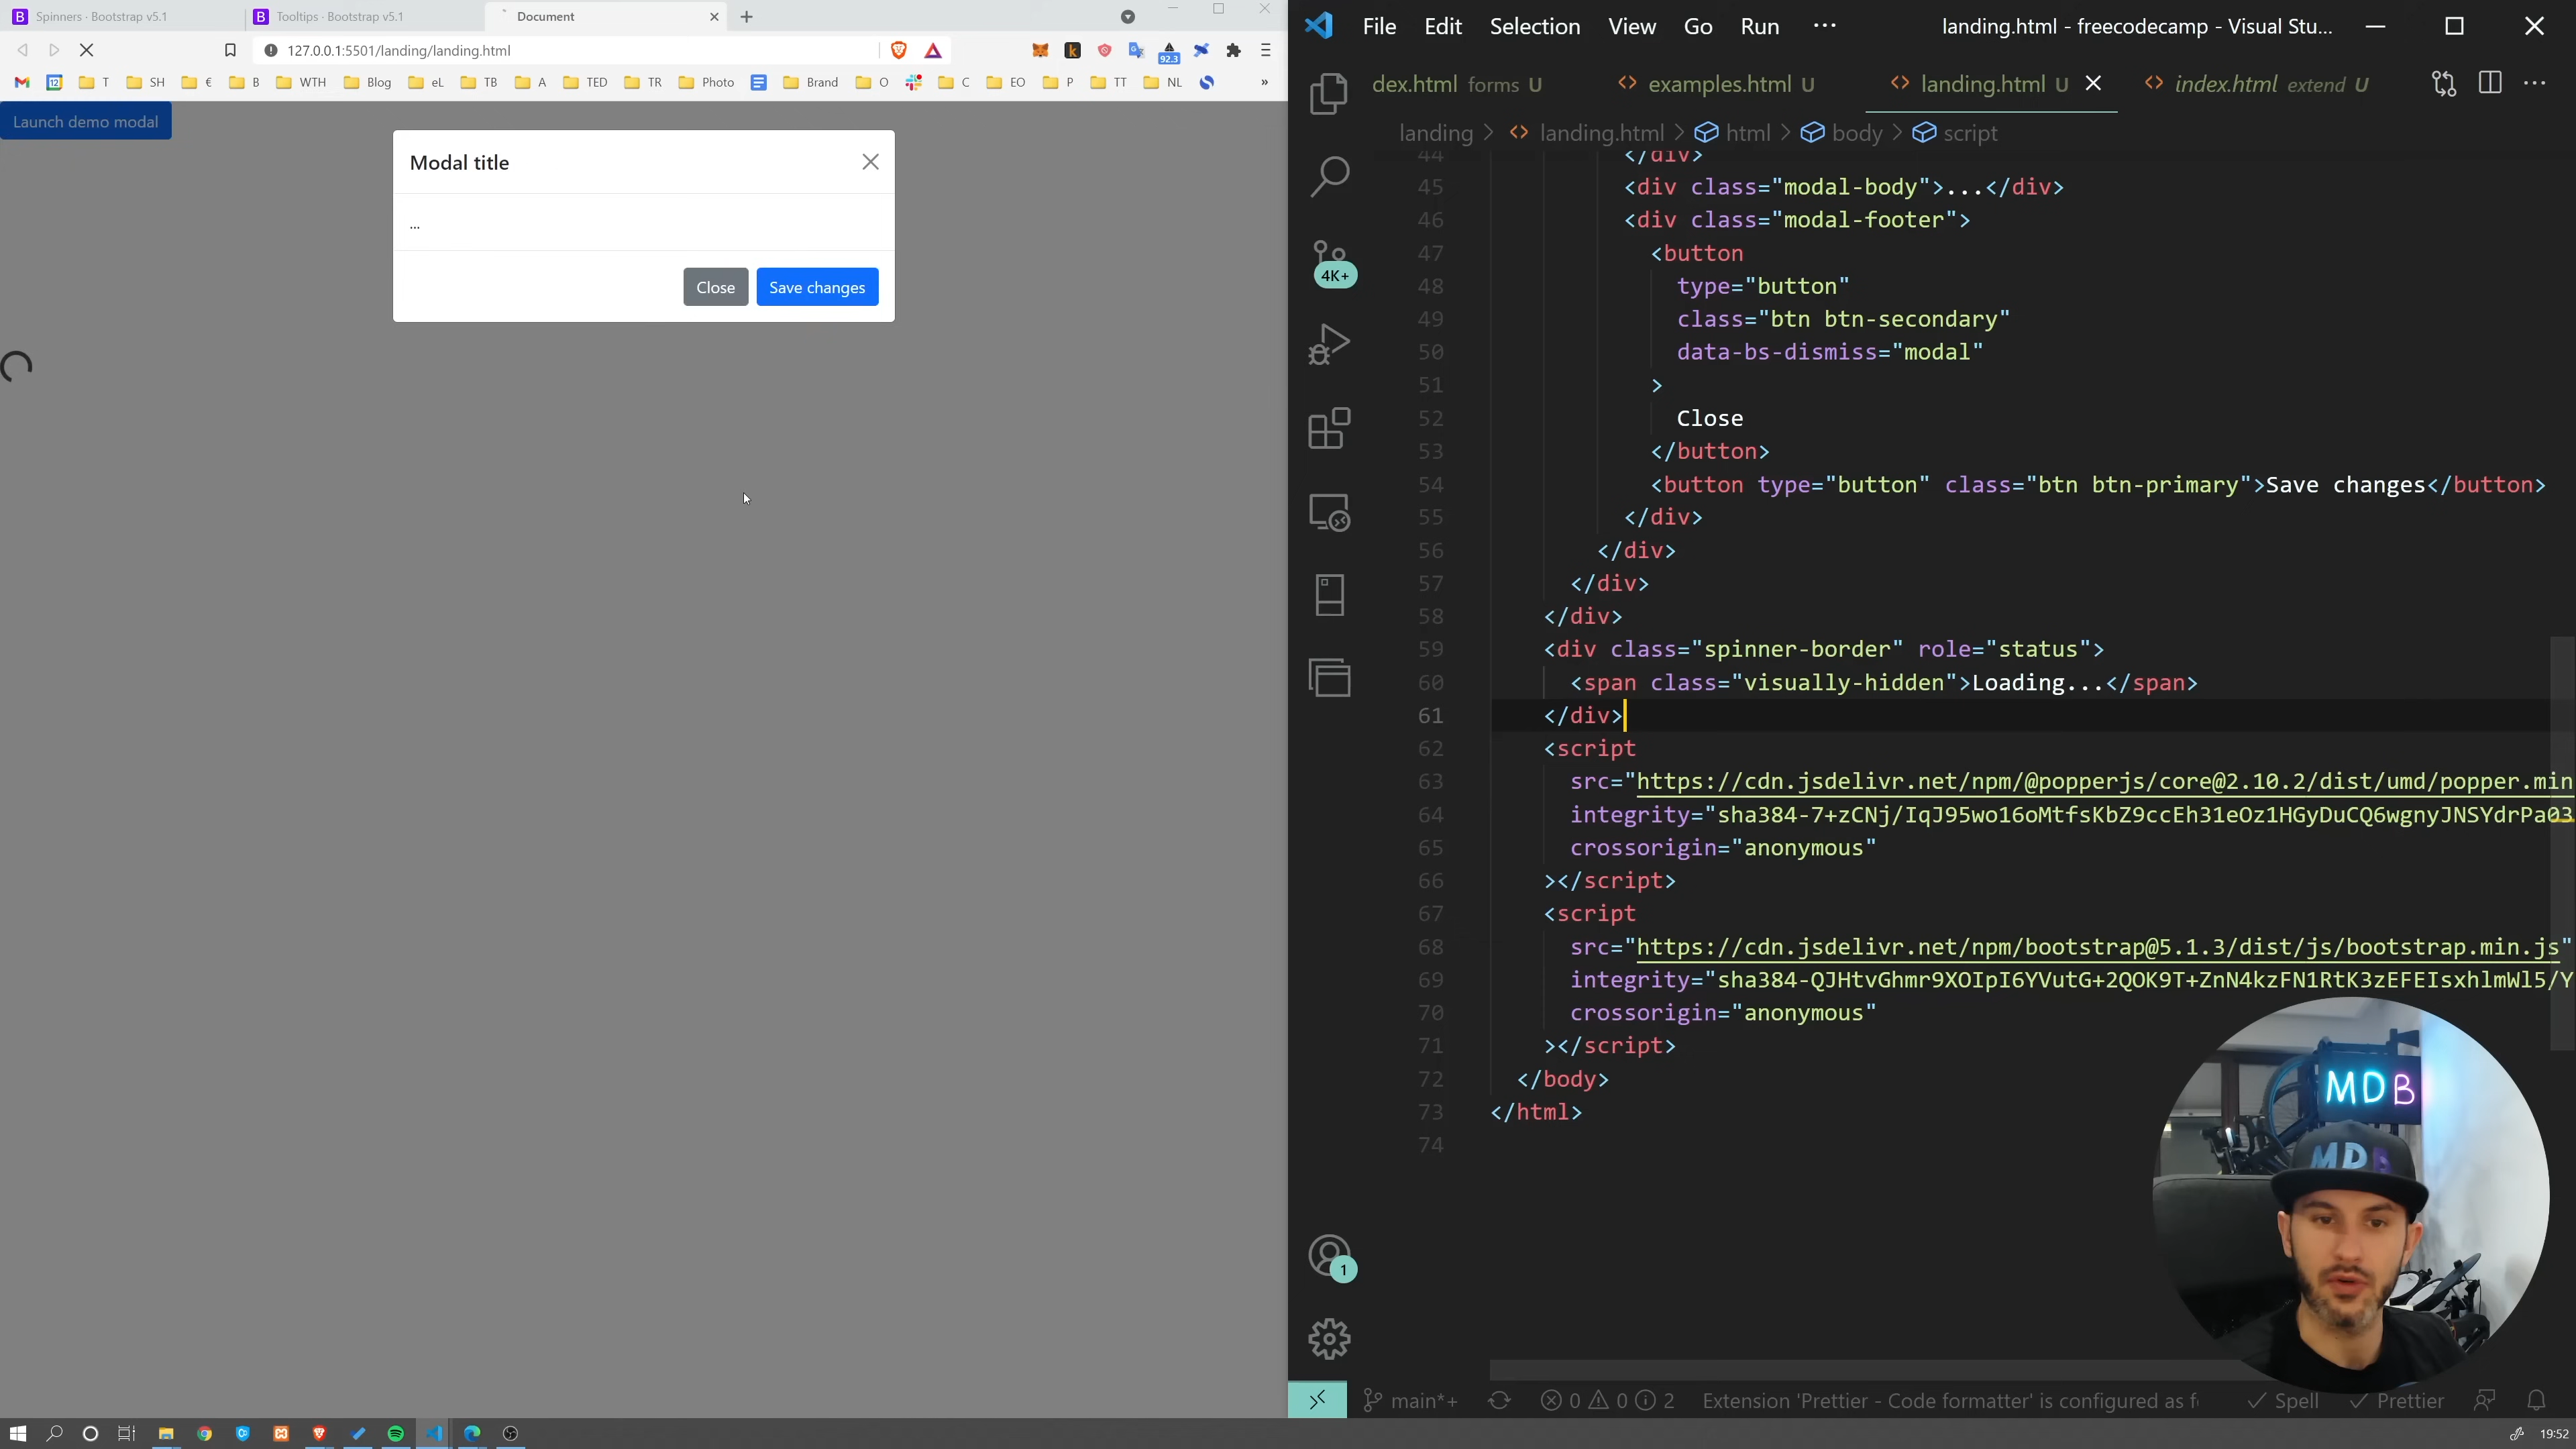 Spinners · Bootstrap v5.1
Tooltips · Bootstrap v5.1
Document
127.0.0.1:5501/landing/landing.html
92.3
12 T SH € B WTH Blog eL TB A TED TR Photo Brand O C EO P TT NL »
Launch demo modal
Modal title
...
Close
Save changes
File Edit Selection View Go Run ···
landing.html - freecodecamp - Visual Stu...
dex.html forms U
examples.html U
landing.html U
index.html extend U
landing > landing.html > html > body > script
44 </div>
45 <div class="modal-body">...</div>
46 <div class="modal-footer">
47 <button
48 type="button"
49 class="btn btn-secondary"
50 data-bs-dismiss="modal"
51 >
52 Close
53 </button>
54 <button type="button" class="btn btn-primary">Save changes</button>
55 </div>
56 </div>
57 </div>
58 </div>
59 <div class="spinner-border" role="status">
60 <span class="visually-hidden">Loading...</span>
61 </div>
62 <script
63 src="https://cdn.jsdelivr.net/npm/@popperjs/core@2.10.2/dist/umd/popper.min
64 integrity="sha384-7+zCNj/IqJ95wo16oMtfsKbZ9ccEh31eOz1HGyDuCQ6wgnyJNSYdrPa03
65 crossorigin="anonymous"
66 ></script>
67 <script
68 src="https://cdn.jsdelivr.net/npm/bootstrap@5.1.3/dist/js/bootstrap.min.js"
69 integrity="sha384-QJHtvGhmr9XOIpI6YVutG+2QOK9T+ZnN4kzFN1RtK3zEFEIsxhlmWl5/Y
70 crossorigin="anonymous"
71 ></script>
72 </body>
73 </html>
74
4K+
1
MDB
MDB
main*+ 0 0 2 Extension 'Prettier - Code formatter' is configured as f Spell Prettier
19:52